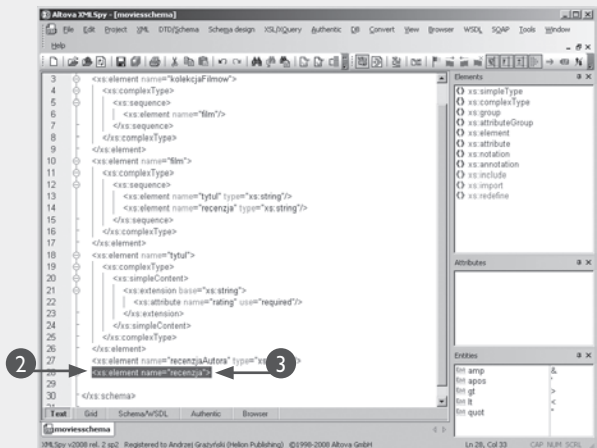 Altova XMLSpy - [moviesschema]
File Edit Project XML DTD/Schema Schema design XSL/XQuery Authentic DB Convert View Browser WSDL SOAP Tools Window
Help
3 <xs:element name="kolekcjaFilmow">
4 <xs:complexType>
5 <xs:sequence>
6 <xs:element name="film"/>
7 </xs:sequence>
8 </xs:complexType>
9 </xs:element>
10 <xs:element name="film">
11 <xs:complexType>
12 <xs:sequence>
13 <xs:element name="tytul" type="xs:string"/>
14 <xs:element name="recenzja" type="xs:string"/>
15 </xs:sequence>
16 </xs:complexType>
17 </xs:element>
18 <xs:element name="tytul">
19 <xs:complexType>
20 <xs:simpleContent>
21 <xs:extension base="xs:string">
22 <xs:attribute name="rating" use="required"/>
23 </xs:extension>
24 </xs:simpleContent>
25 </xs:complexType>
26 </xs:element>
27 <xs:element name="recenzjaAutora"
2
28 <xs:element name="recenzja">
3
29
30 </xs:schema>
Text Grid Schema/WSDL Authentic Browser
moviesschema
Elements
xs:simpleType
xs:complexType
xs:group
xs:attributeGroup
xs:element
xs:attribute
xs:notation
xs:annotation
xs:include
xs:import
xs:redefine
Attributes
Entities
Ent amp &
Ent apos '
Ent gt >
Ent lt <
Ent quot "
XMLSpy v2008 rel. 2 sp2 Registered to Andrzej Grażyński (Helion Publishing) ©1998-2008 Altova GmbH
Ln 28, Col 33
CAP NUM SCRL